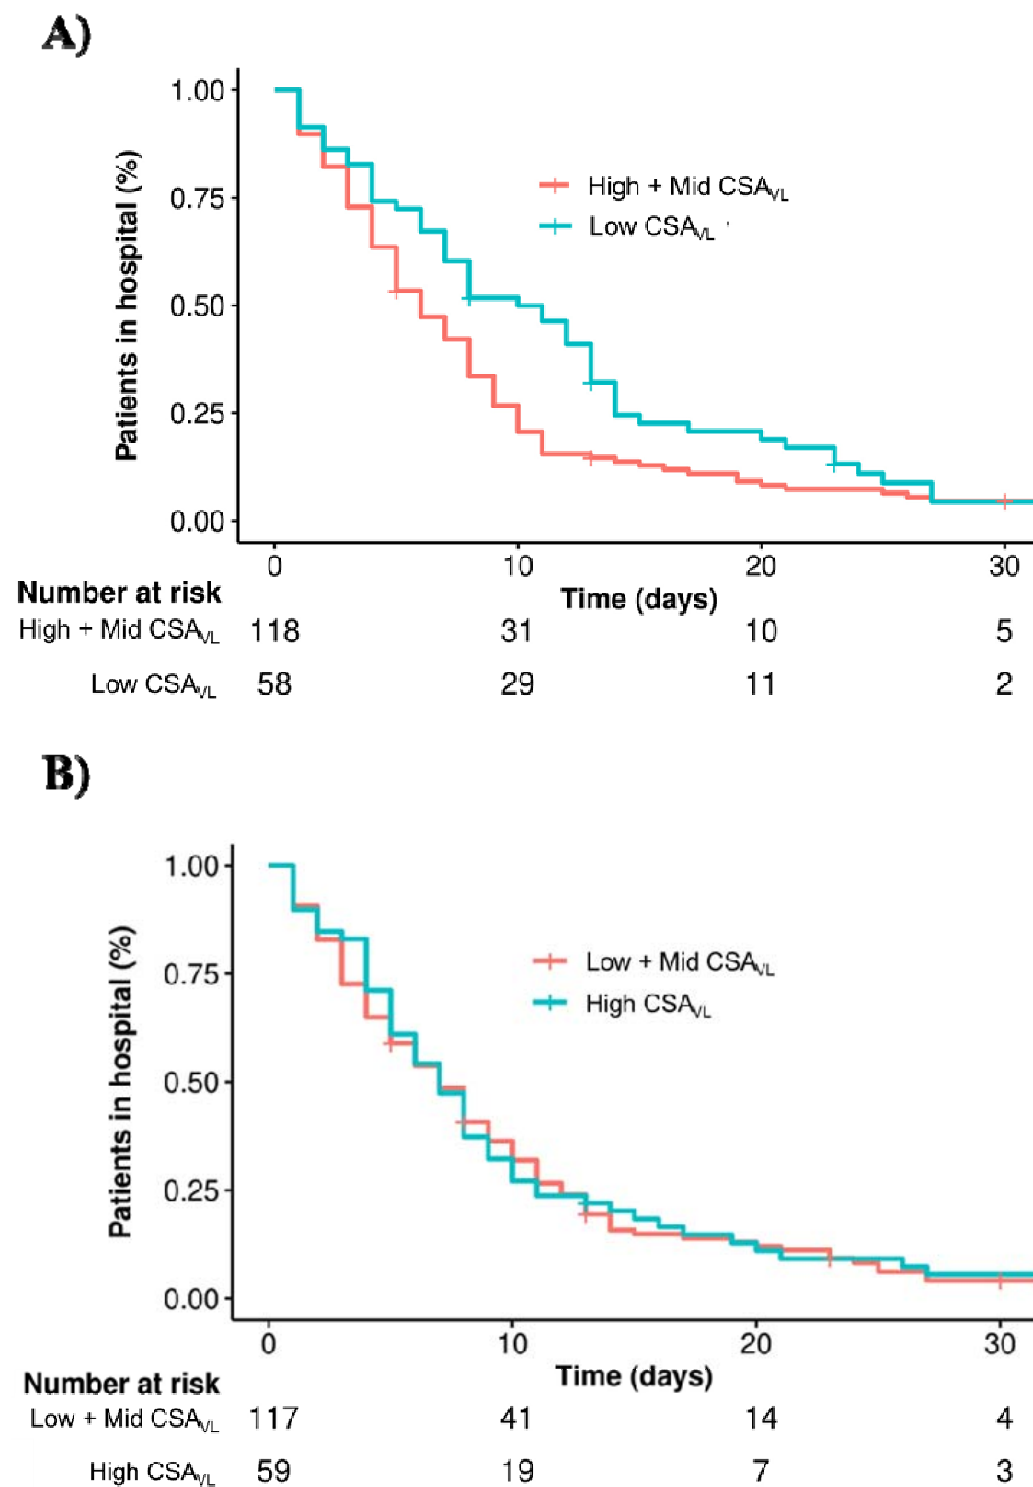 A)
1.00
0.75
0.50
0.25
0.00
Patients in hospital (%)
High + Mid CSAVL
Low CSAVL
0 10 20 30
Time (days)
Number at risk
High + Mid CSAVL 118 31 10 5
Low CSAVL 58 29 11 2
B)
1.00
0.75
0.50
0.25
0.00
Patients in hospital (%)
Low + Mid CSAVL
High CSAVL
0 10 20 30
Time (days)
Number at risk
Low + Mid CSAVL 117 41 14 4
High CSAVL 59 19 7 3